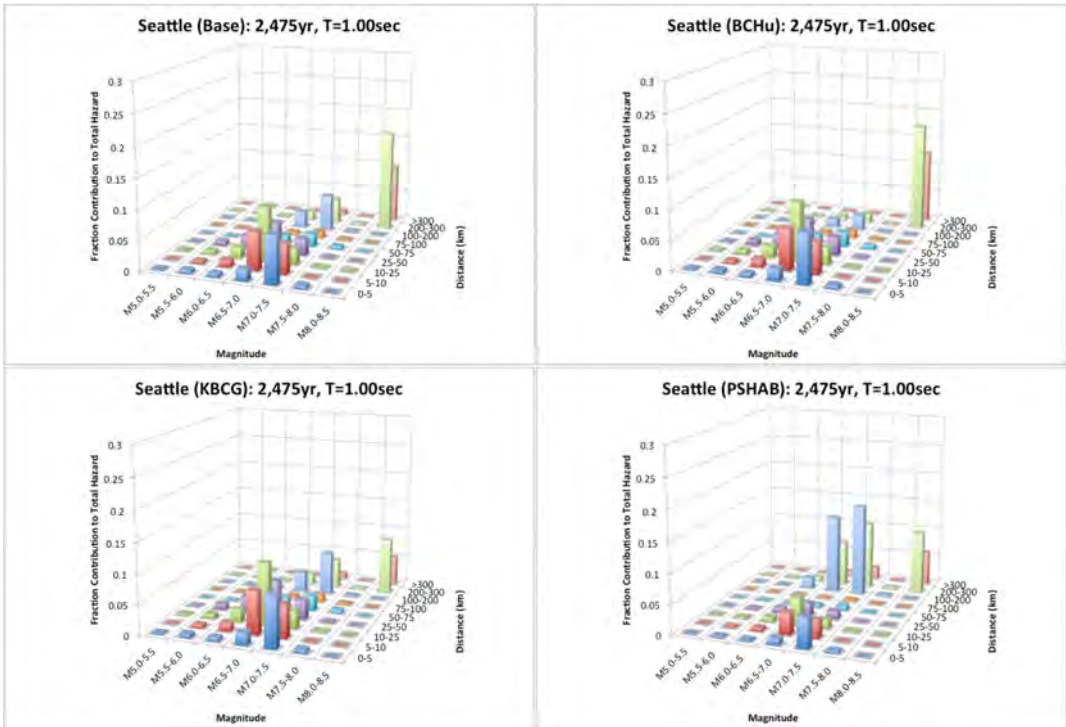 Seattle (Base): 2,475yr, T=1.00sec
Fraction Contribution to Total Hazard
0.3
0.25
0.2
0.15
0.1
0.05
0
M5.0-5.5
M5.5-6.0
M6.0-6.5
M6.5-7.0
M7.0-7.5
M7.5-8.0
M8.0-8.5
Magnitude
>300
200-300
100-200
75-100
50-75
25-50
10-25
5-10
0-5
Distance (km)
Seattle (BCHu): 2,475yr, T=1.00sec
Fraction Contribution to Total Hazard
0.3
0.25
0.2
0.15
0.1
0.05
0
M5.0-5.5
M5.5-6.0
M6.0-6.5
M6.5-7.0
M7.0-7.5
M7.5-8.0
M8.0-8.5
Magnitude
>300
200-300
100-200
75-100
50-75
25-50
10-25
5-10
0-5
Distance (km)
Seattle (KBCG): 2,475yr, T=1.00sec
Fraction Contribution to Total Hazard
0.3
0.25
0.2
0.15
0.1
0.05
0
M5.0-5.5
M5.5-6.0
M6.0-6.5
M6.5-7.0
M7.0-7.5
M7.5-8.0
M8.0-8.5
Magnitude
>300
200-300
100-200
75-100
50-75
25-50
10-25
5-10
0-5
Distance (km)
Seattle (PSHAB): 2,475yr, T=1.00sec
Fraction Contribution to Total Hazard
0.3
0.25
0.2
0.15
0.1
0.05
0
M5.0-5.5
M5.5-6.0
M6.0-6.5
M6.5-7.0
M7.0-7.5
M7.5-8.0
M8.0-8.5
Magnitude
>300
200-300
100-200
75-100
50-75
25-50
10-25
5-10
0-5
Distance (km)